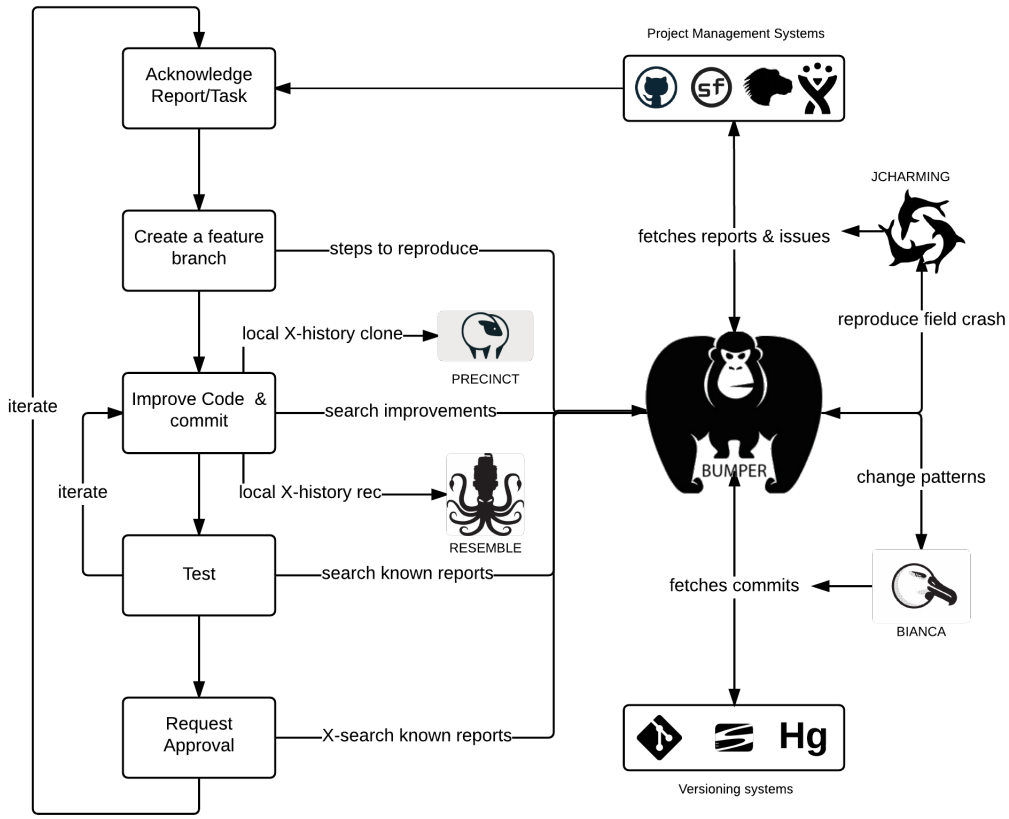 Project Management Systems
Acknowledge
Report/Task
sf
JCHARMING
Create a feature
branch
steps to reproduce
fetches reports & issues
local X-history clone
reproduce field crash
PRECINCT
iterate
Improve Code &
commit
search improvements
BUMPER
iterate
local X-history rec
change patterns
RESEMBLE
Test
search known reports
fetches commits
BIANCA
Request
Approval
X-search known reports
Hg
Versioning systems